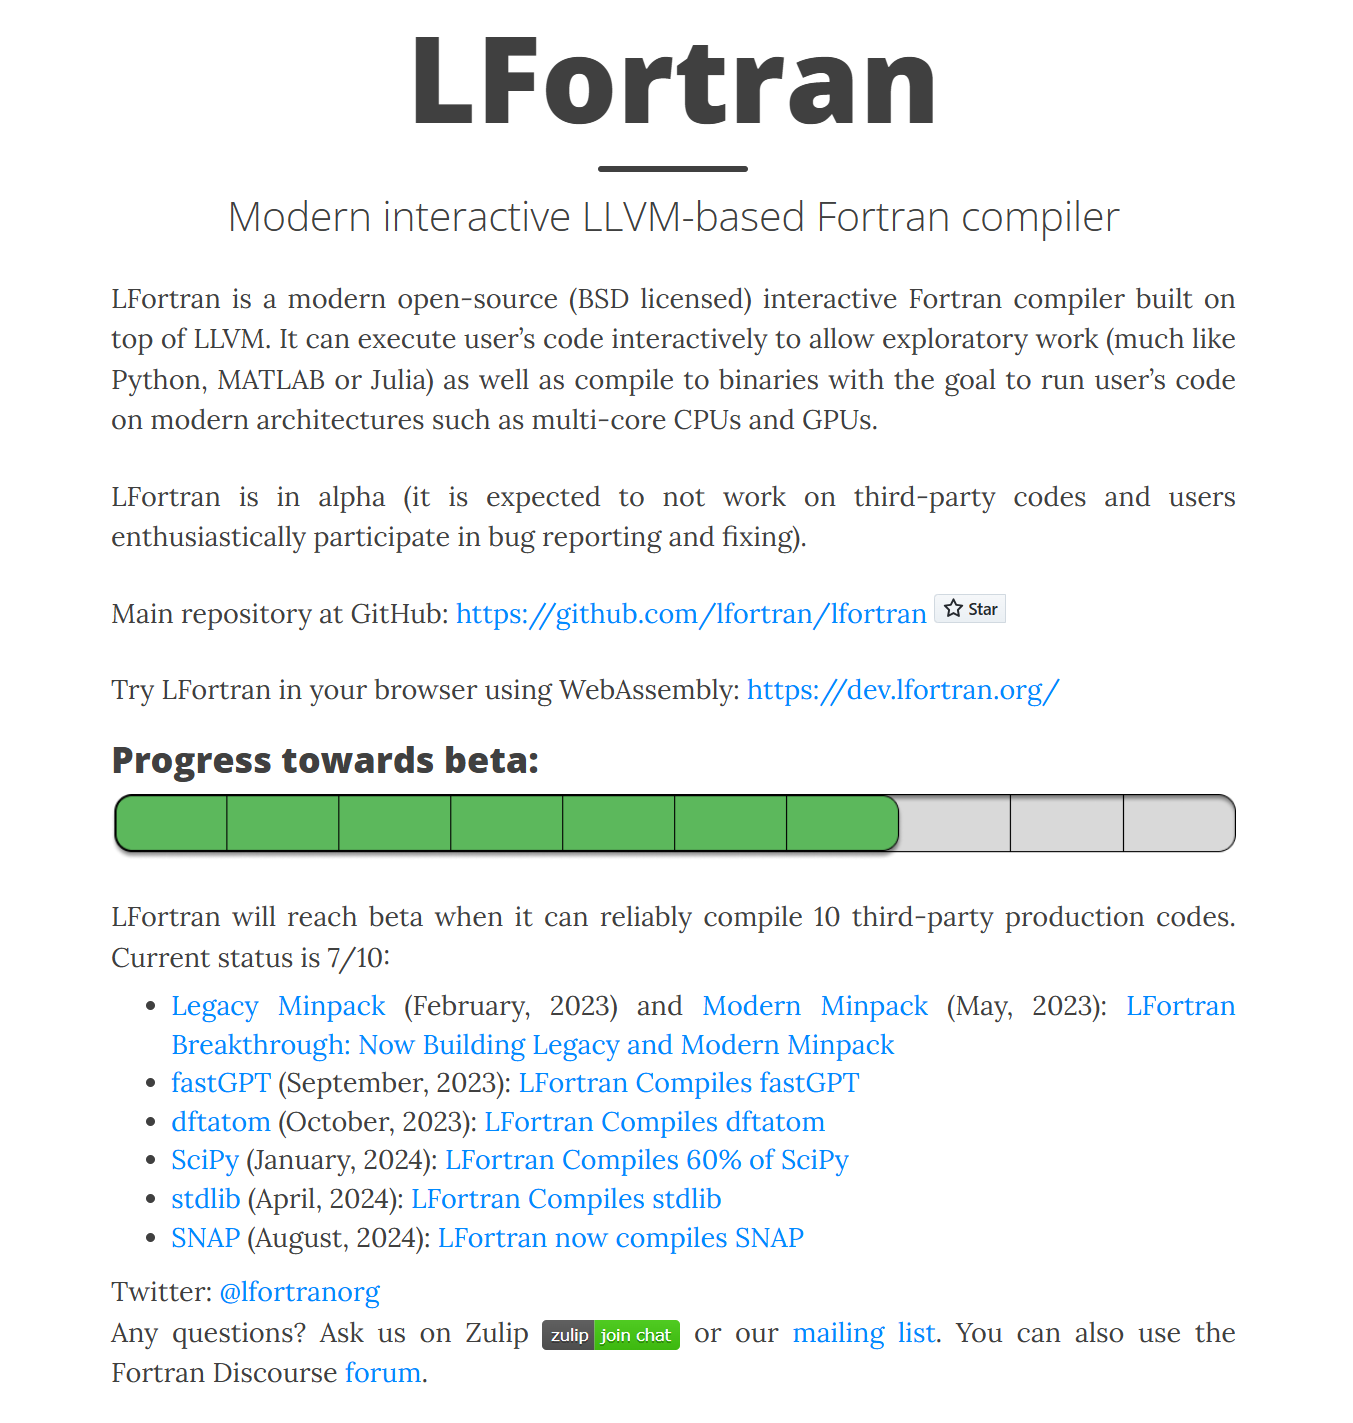 LFortran
Modern interactive LLVM-based Fortran compiler
LFortran is a modern open-source (BSD licensed) interactive Fortran compiler built on
top of LLVM. It can execute user’s code interactively to allow exploratory work (much like
Python, MATLAB or Julia) as well as compile to binaries with the goal to run user’s code
on modern architectures such as multi-core CPUs and GPUs.
LFortran is in alpha (it is expected to not work on third-party codes and users
enthusiastically participate in bug reporting and fixing).
Main repository at GitHub: https://github.com/lfortran/lfortran Star
Try LFortran in your browser using WebAssembly: https://dev.lfortran.org/
Progress towards beta:
LFortran will reach beta when it can reliably compile 10 third-party production codes.
Current status is 7/10:
• Legacy Minpack (February, 2023) and Modern Minpack (May, 2023): LFortran
Breakthrough: Now Building Legacy and Modern Minpack
• fastGPT (September, 2023): LFortran Compiles fastGPT
• dftatom (October, 2023): LFortran Compiles dftatom
• SciPy (January, 2024): LFortran Compiles 60% of SciPy
• stdlib (April, 2024): LFortran Compiles stdlib
• SNAP (August, 2024): LFortran now compiles SNAP
Twitter: @lfortranorg
Any questions? Ask us on Zulip zulip join chat or our mailing list. You can also use the
Fortran Discourse forum.